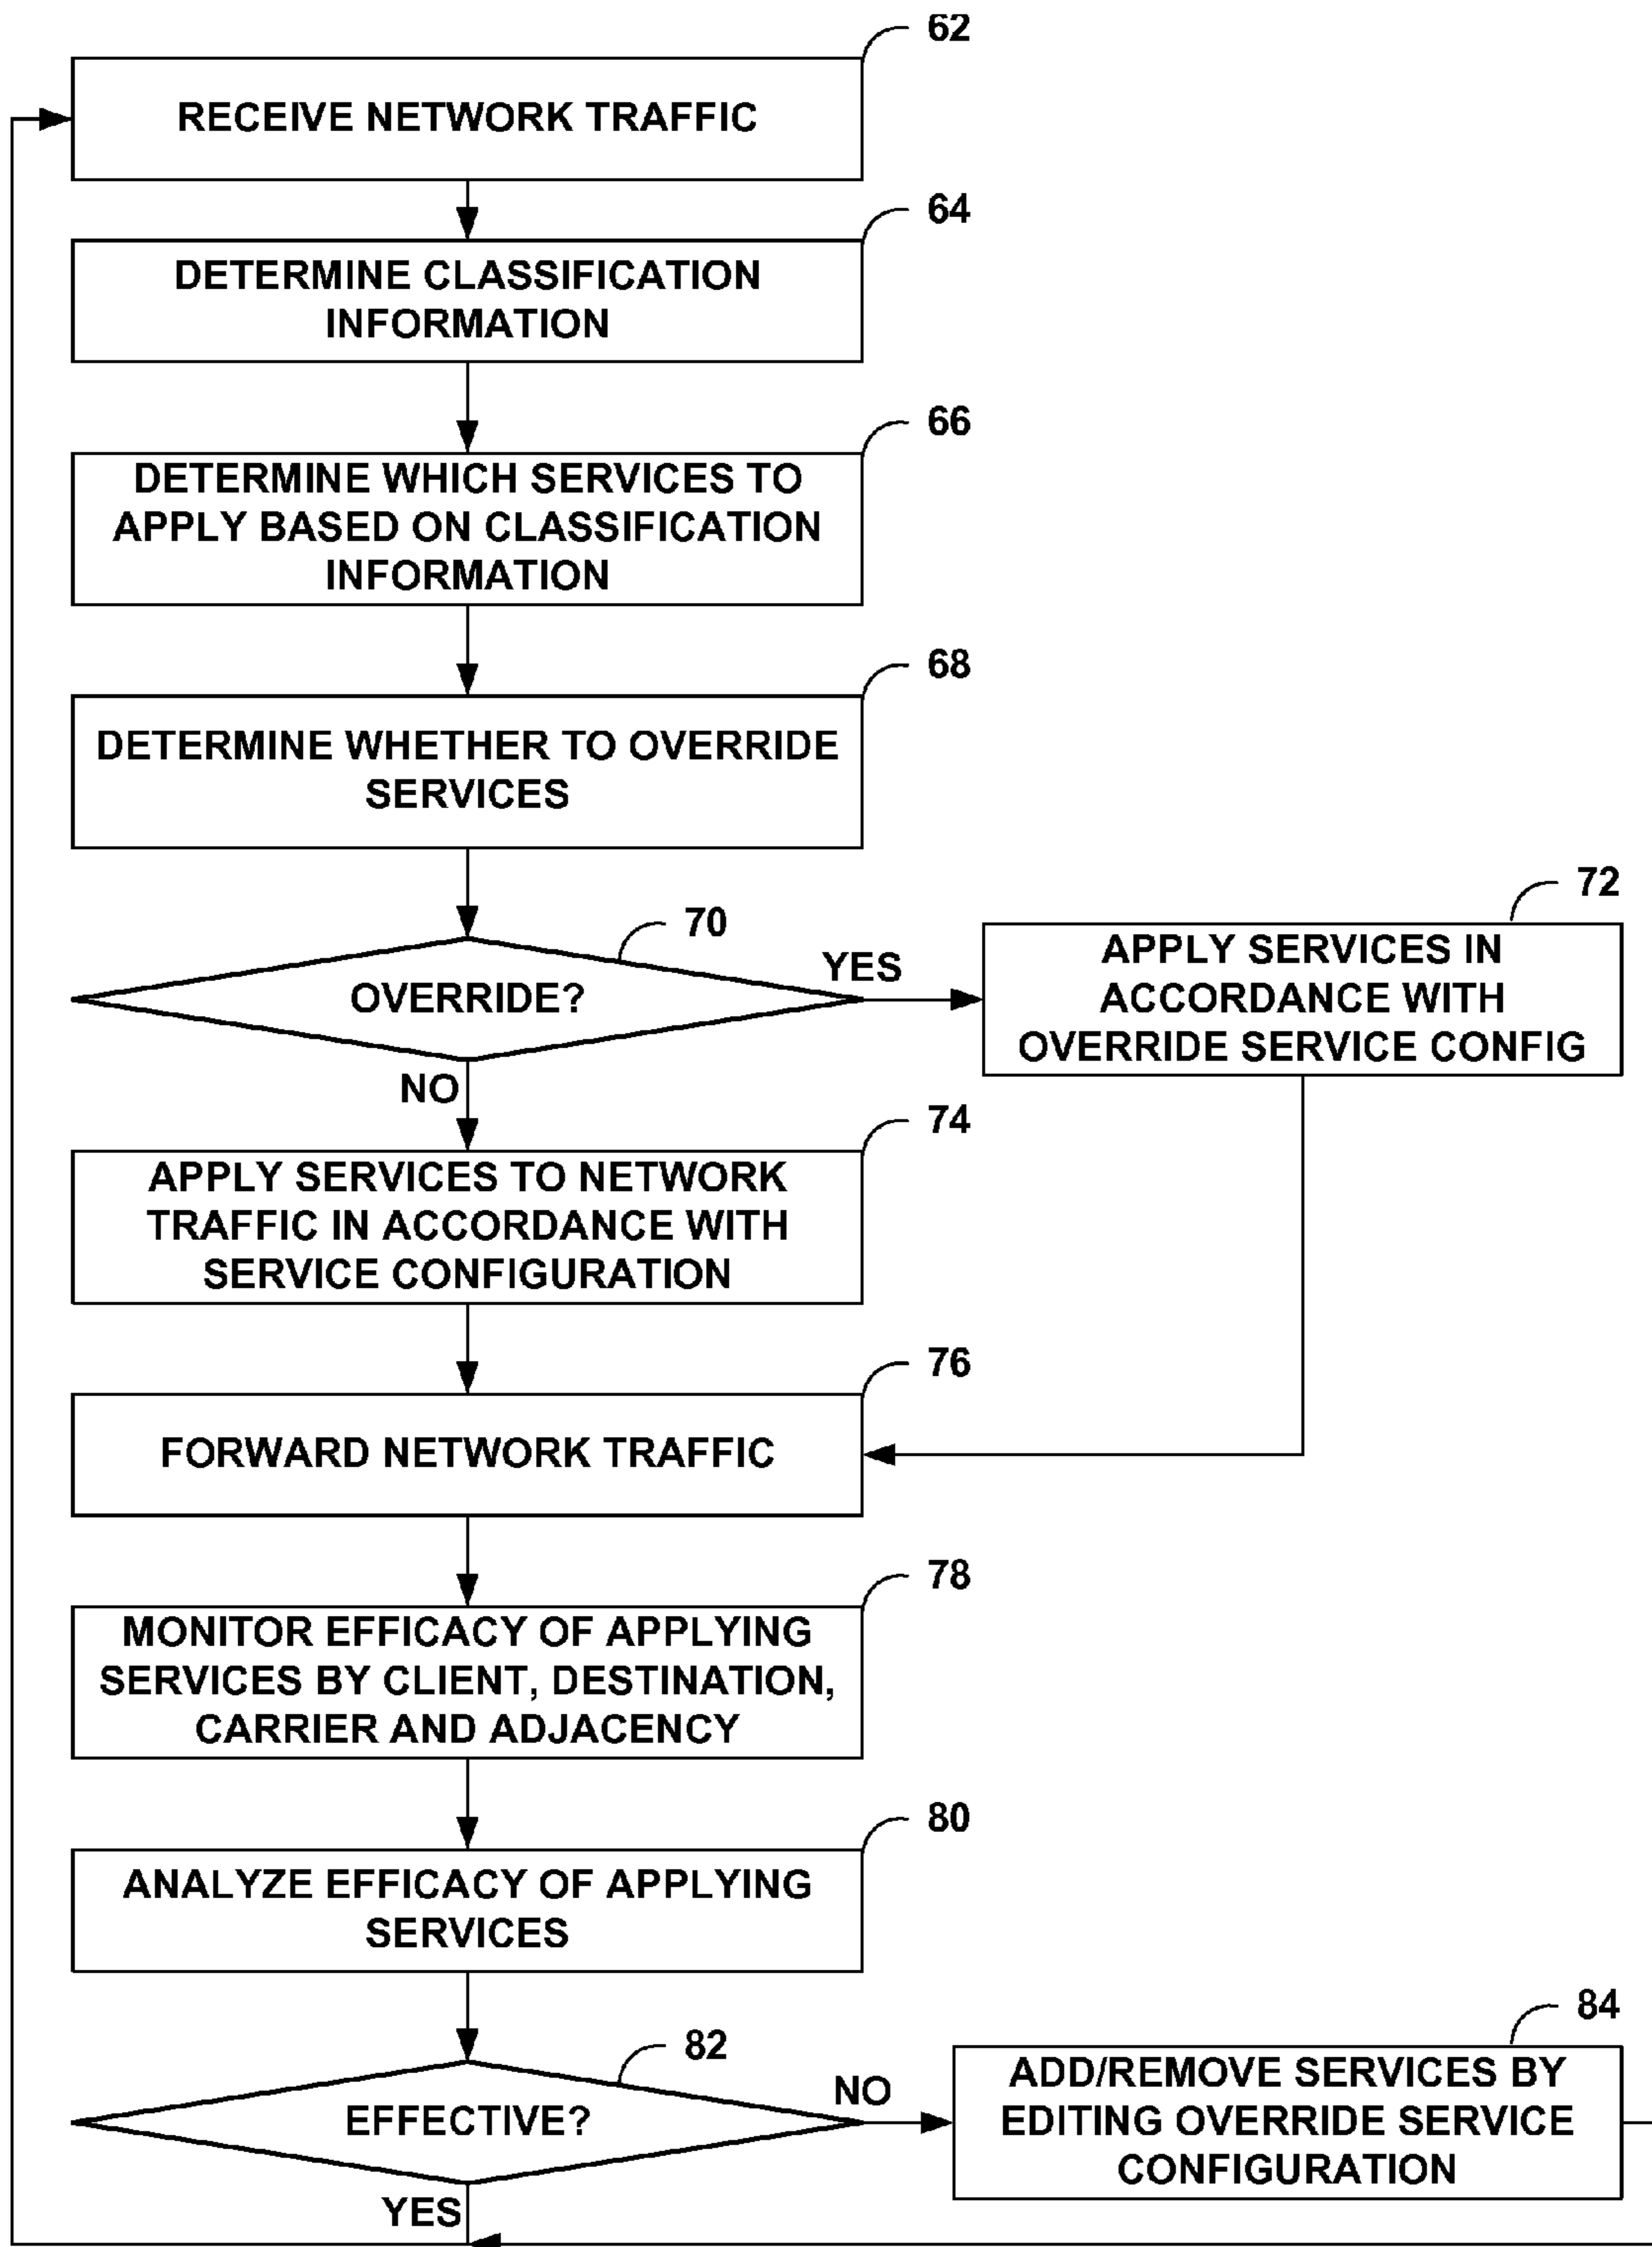 62
RECEIVE NETWORK TRAFFIC
64
DETERMINE CLASSIFICATION
INFORMATION
66
DETERMINE WHICH SERVICES TO
APPLY BASED ON CLASSIFICATION
INFORMATION
68
DETERMINE WHETHER TO OVERRIDE
SERVICES
70
OVERRIDE?
YES
72
APPLY SERVICES IN
ACCORDANCE WITH
OVERRIDE SERVICE CONFIG
NO
74
APPLY SERVICES TO NETWORK
TRAFFIC IN ACCORDANCE WITH
SERVICE CONFIGURATION
76
FORWARD NETWORK TRAFFIC
78
MONITOR EFFICACY OF APPLYING
SERVICES BY CLIENT, DESTINATION,
CARRIER AND ADJACENCY
80
ANALYZE EFFICACY OF APPLYING
SERVICES
82
EFFECTIVE?
NO
84
ADD/REMOVE SERVICES BY
EDITING OVERRIDE SERVICE
CONFIGURATION
YES